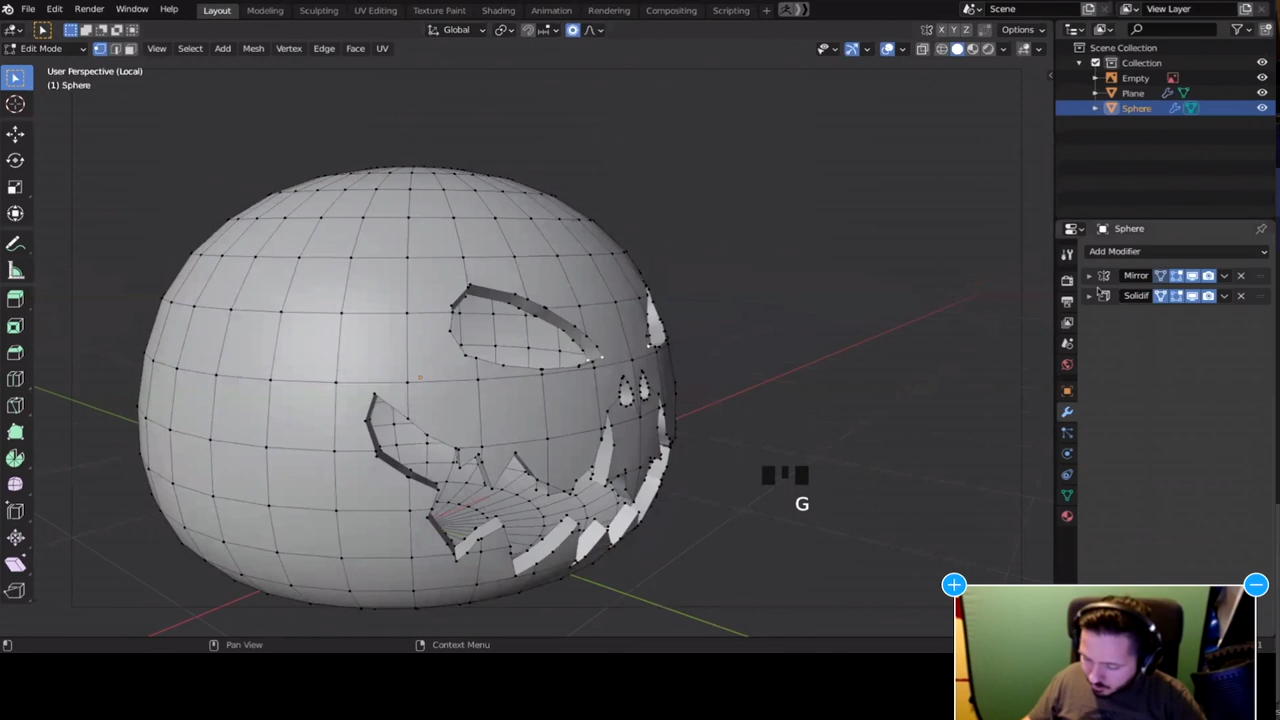 File Edit Render Window Help Layout Modeling Sculpting UV Editing Texture Paint Shading Animation Rendering Compositing Scripting + Scene View Layer
Global X Y Z Options
Edit Mode View Select Add Mesh Vertex Edge Face UV
User Perspective (Local)
(1) Sphere
Scene Collection
Collection
Empty
Plane
Sphere
Sphere
Add Modifier
Mirror
Solidif
G
Pan View Context Menu